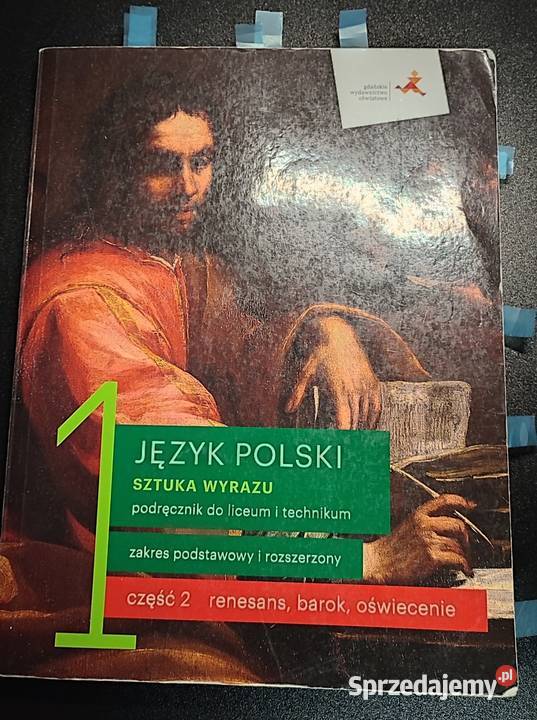 gdańskie
wydawnictwo
oświatowe
1
JĘZYK POLSKI
SZTUKA WYRAZU
podręcznik do liceum i technikum
zakres podstawowy i rozszerzony
część 2 renesans, barok, oświecenie
Sprzedajemy.pl